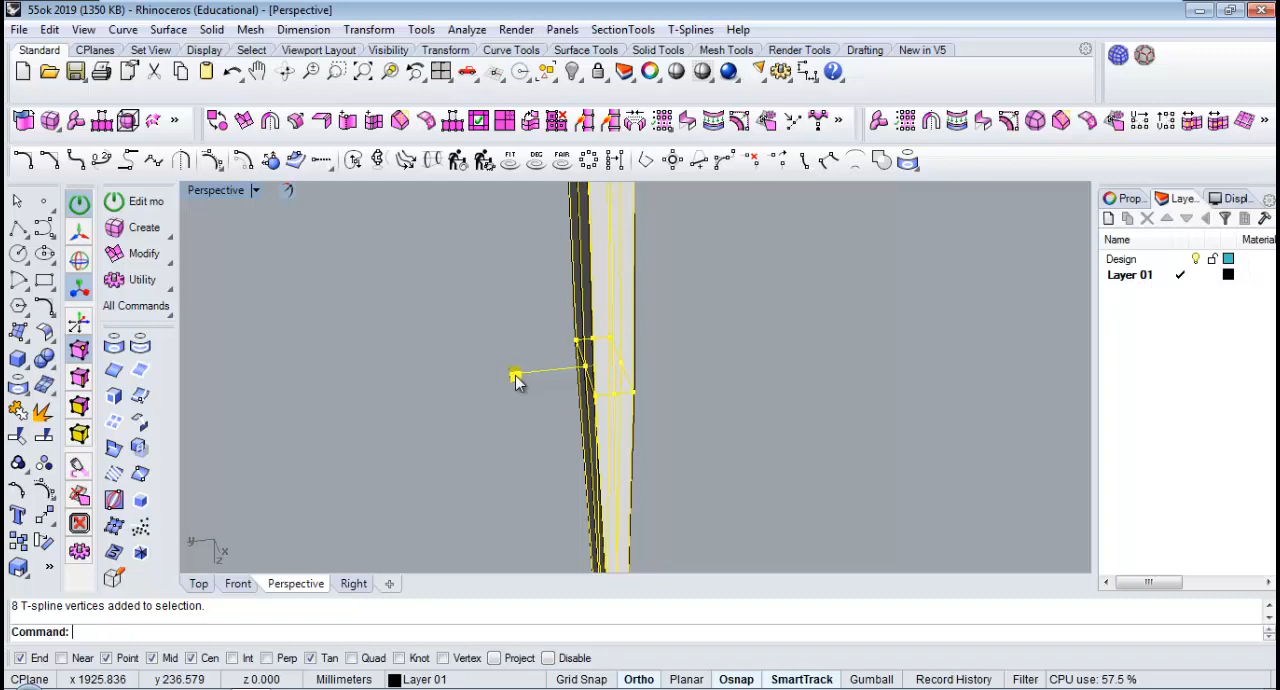 55ok 2019 (1350 KB) - Rhinoceros (Educational) - [Perspective]
File Edit View Curve Surface Solid Mesh Dimension Transform Tools Analyze Render Panels SectionTools T-Splines Help
Standard CPlanes Set View Display Select Viewport Layout Visibility Transform Curve Tools Surface Tools Solid Tools Mesh Tools Render Tools Drafting New in V5
FIT DEG FAIR
Perspective
Prop... Laye... Displ...
Edit mo
Create
Modify
Utility
All Commands
Name Material
Design
Layer 01
y x z
Top Front Perspective Right
8 T-spline vertices added to selection.
Command:
End Near Point Mid Cen Int Perp Tan Quad Knot Vertex Project Disable
CPlane x 1925.836 y 236.579 z 0.000 Millimeters Layer 01 Grid Snap Ortho Planar Osnap SmartTrack Gumball Record History Filter CPU use: 57.5 %